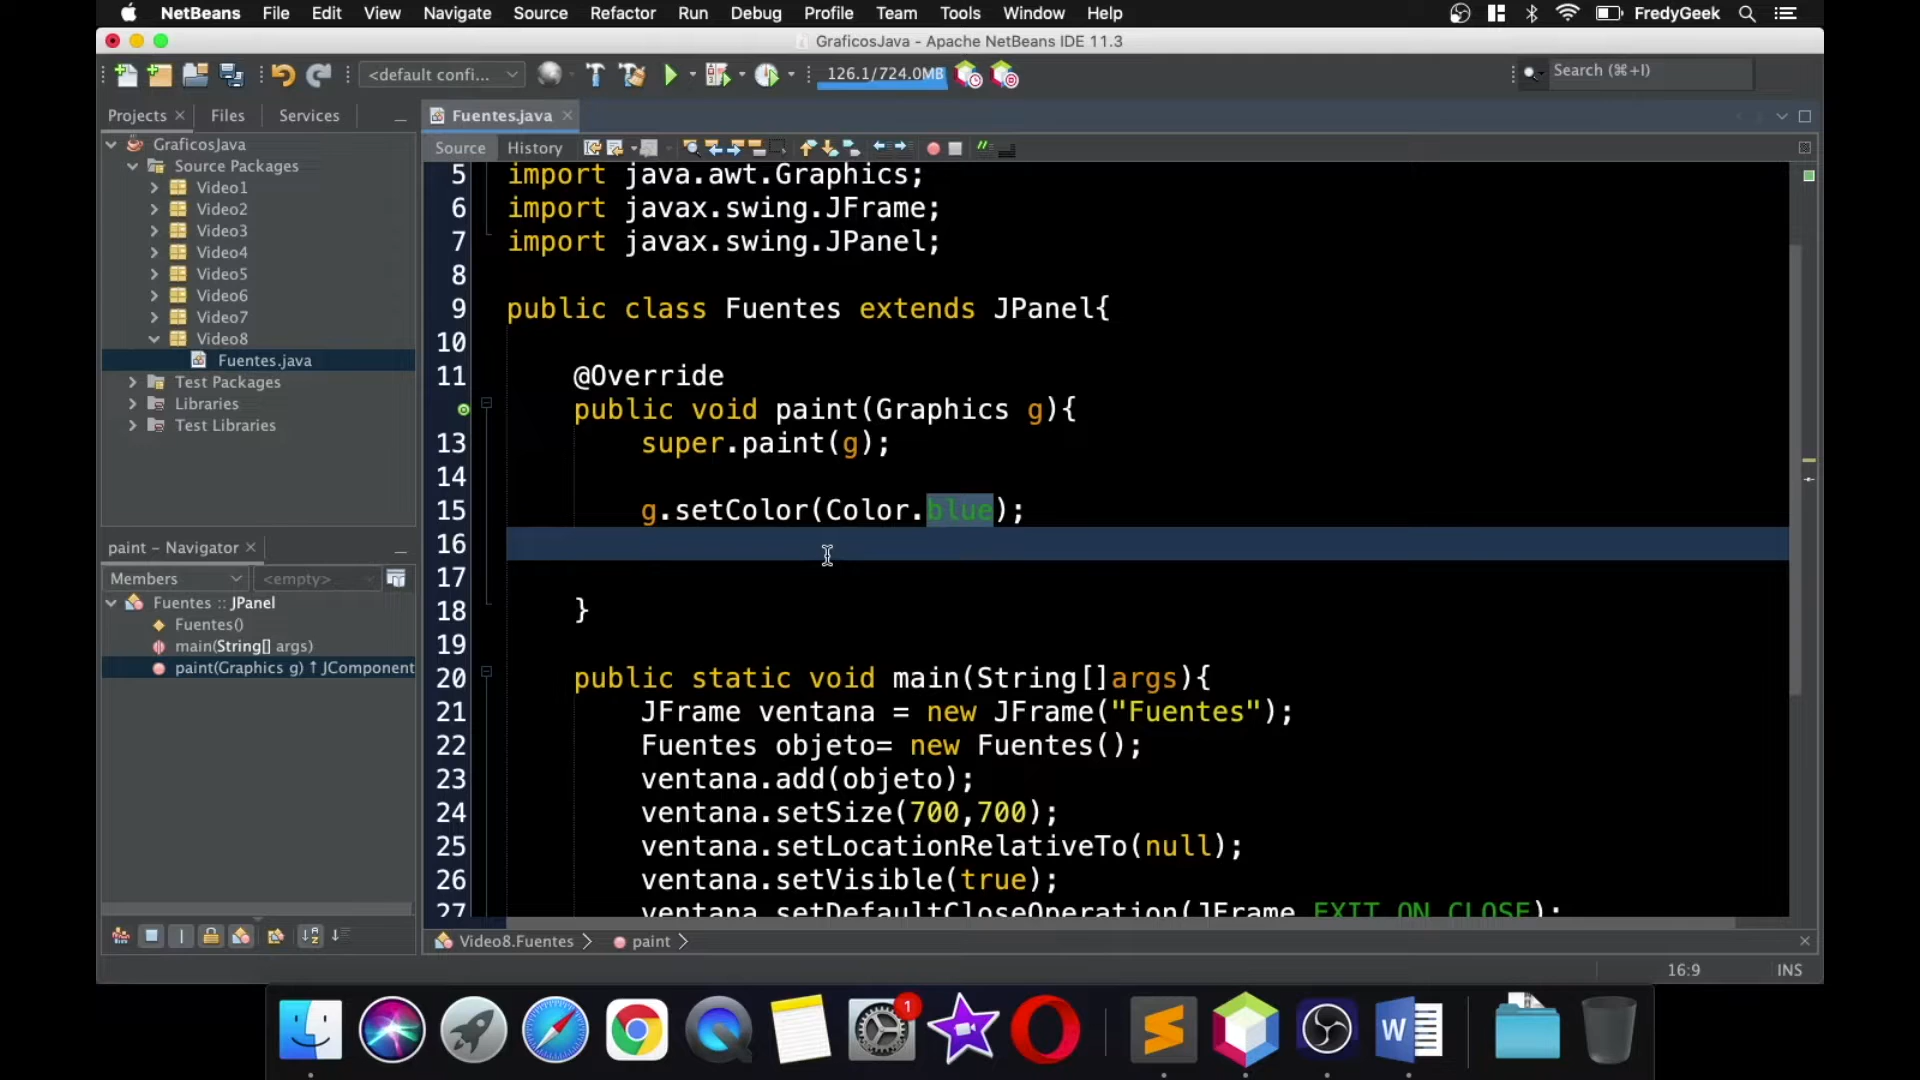 NetBeans File Edit View Navigate Source Refactor Run Debug Profile Team Tools Window Help FredyGeek
GraficosJava - Apache NetBeans IDE 11.3
<default confi... 126.1/724.0MB Search (⌘+I)
Projects Files Services Fuentes.java
Source History
GraficosJava
Source Packages
Video1
Video2
Video3
Video4
Video5
Video6
Video7
Video8
Fuentes.java
Test Packages
Libraries
Test Libraries
paint - Navigator
Members <empty>
Fuentes :: JPanel
Fuentes()
main(String[] args)
paint(Graphics g) ↑ JComponent
5 import java.awt.Graphics;
6 import javax.swing.JFrame;
7 import javax.swing.JPanel;
8
9 public class Fuentes extends JPanel{
10
11 @Override
public void paint(Graphics g){
13 super.paint(g);
14
15 g.setColor(Color.blue);
16
17
18 }
19
20 public static void main(String[]args){
21 JFrame ventana = new JFrame("Fuentes");
22 Fuentes objeto= new Fuentes();
23 ventana.add(objeto);
24 ventana.setSize(700,700);
25 ventana.setLocationRelativeTo(null);
26 ventana.setVisible(true);
27 ventana.setDefaultCloseOperation(JFrame.EXIT_ON_CLOSE);
Video8.Fuentes paint
16:9 INS
1
W